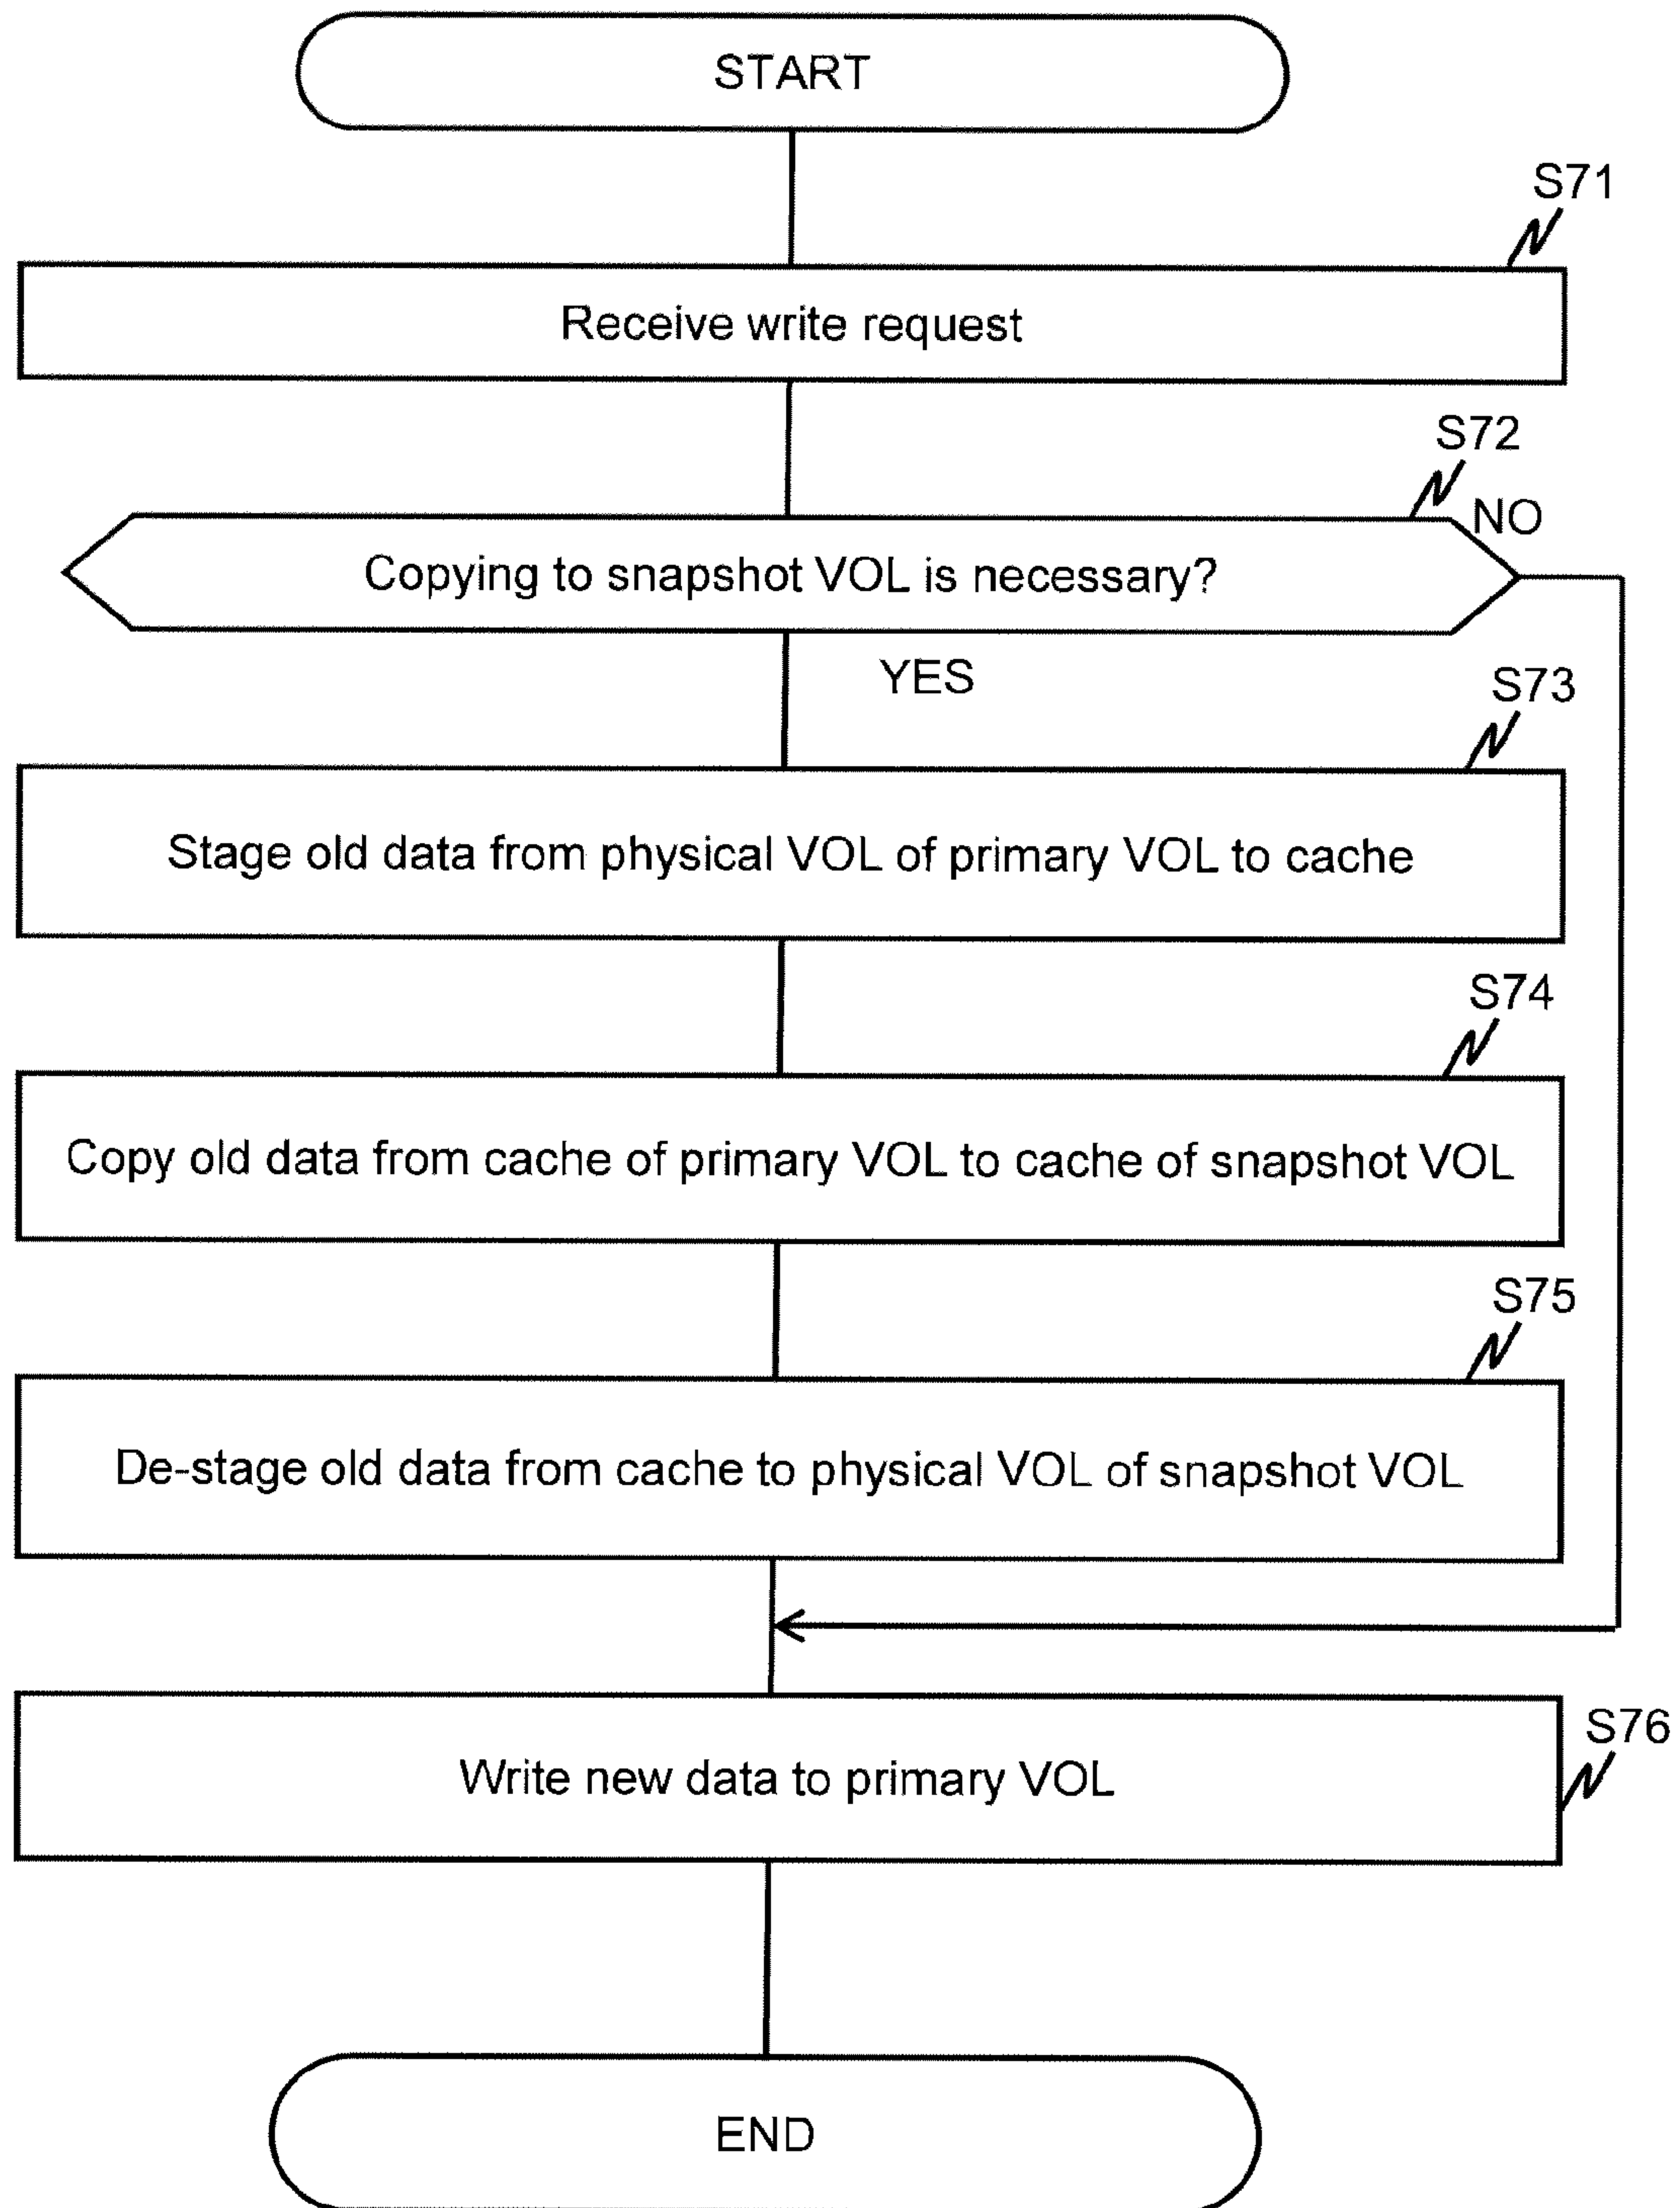 START
S71
Receive write request
S72
NO
Copying to snapshot VOL is necessary?
YES
S73
Stage old data from physical VOL of primary VOL to cache
S74
Copy old data from cache of primary VOL to cache of snapshot VOL
S75
De-stage old data from cache to physical VOL of snapshot VOL
S76
Write new data to primary VOL
END